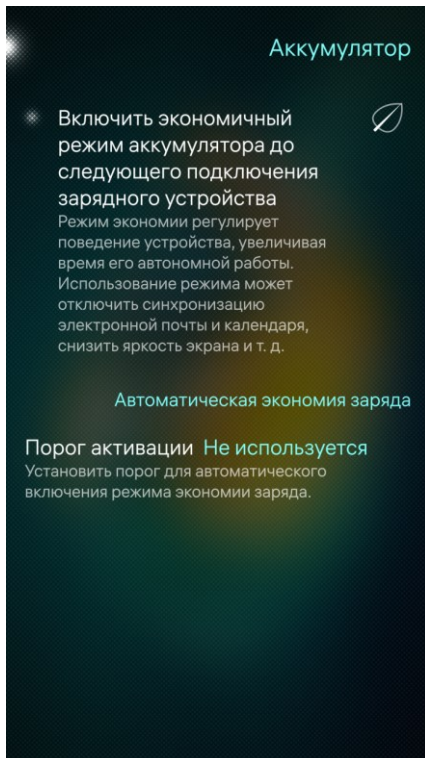 Аккумулятор
Включить экономичный
режим аккумулятора до
следующего подключения
зарядного устройства
Режим экономии регулирует
поведение устройства, увеличивая
время его автономной работы.
Использование режима может
отключить синхронизацию
электронной почты и календаря,
снизить яркость экрана и т. д.
Автоматическая экономия заряда
Порог активации Не используется
Установить порог для автоматического
включения режима экономии заряда.